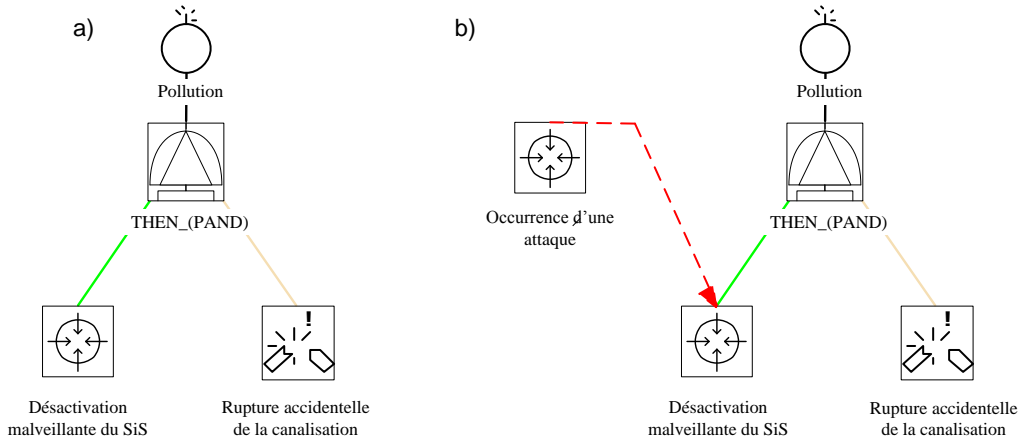 a)
Pollution
THEN_(PAND)
Désactivation
malveillante du SiS
Rupture accidentelle
de la canalisation
b)
Pollution
Occurrence d'une
attaque
THEN_(PAND)
Désactivation
malveillante du SiS
Rupture accidentelle
de la canalisation